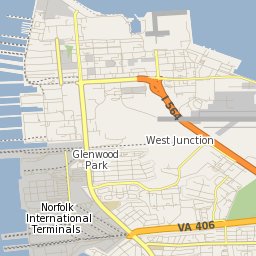 I 564
West Junction
Glenwood
Park
Norfolk
International
Terminals
VA 406